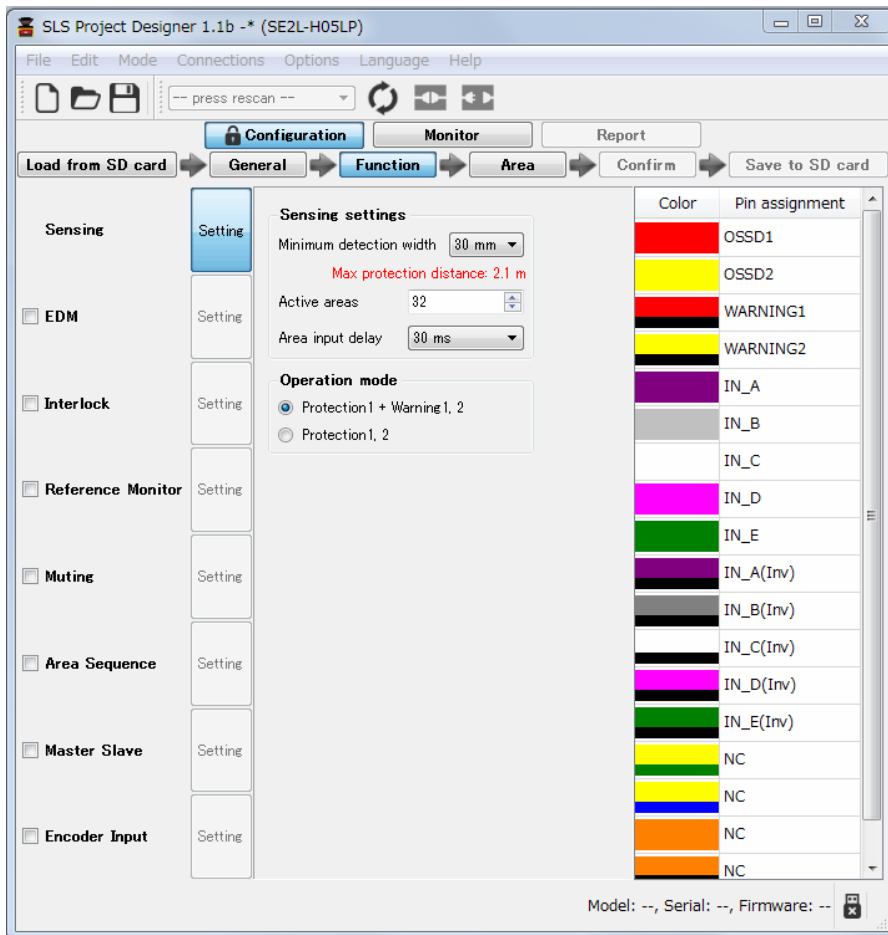 SLS Project Designer 1.1b -* (SE2L-H05LP)
File Edit Mode Connections Options Language Help
-- press rescan --
Configuration Monitor Report
Load from SD card General Function Area Confirm Save to SD card
Sensing Setting
EDM Setting
Interlock Setting
Reference Monitor Setting
Muting Setting
Area Sequence Setting
Master Slave Setting
Encoder Input Setting
Sensing settings
Minimum detection width 30 mm
Max protection distance: 2.1 m
Active areas 32
Area input delay 30 ms
Operation mode
Protection1 + Warning1, 2
Protection1, 2
Color Pin assignment
OSSD1
OSSD2
WARNING1
WARNING2
IN_A
IN_B
IN_C
IN_D
IN_E
IN_A(Inv)
IN_B(Inv)
IN_C(Inv)
IN_D(Inv)
IN_E(Inv)
NC
NC
NC
NC
Model: --, Serial: --, Firmware: --